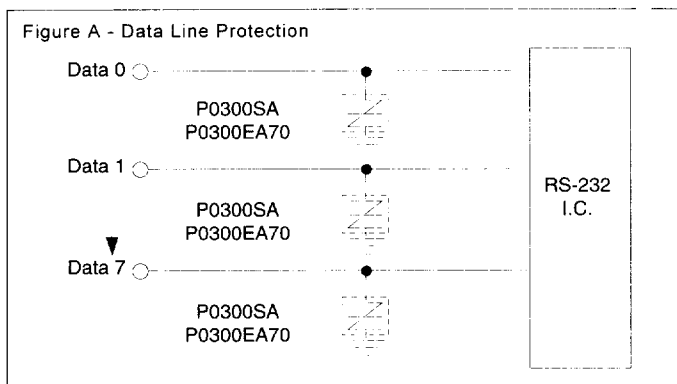 Figure A - Data Line Protection
Data 0
P0300SA
P0300EA70
Data 1
P0300SA
P0300EA70
RS-232
I.C.
Data 7
P0300SA
P0300EA70